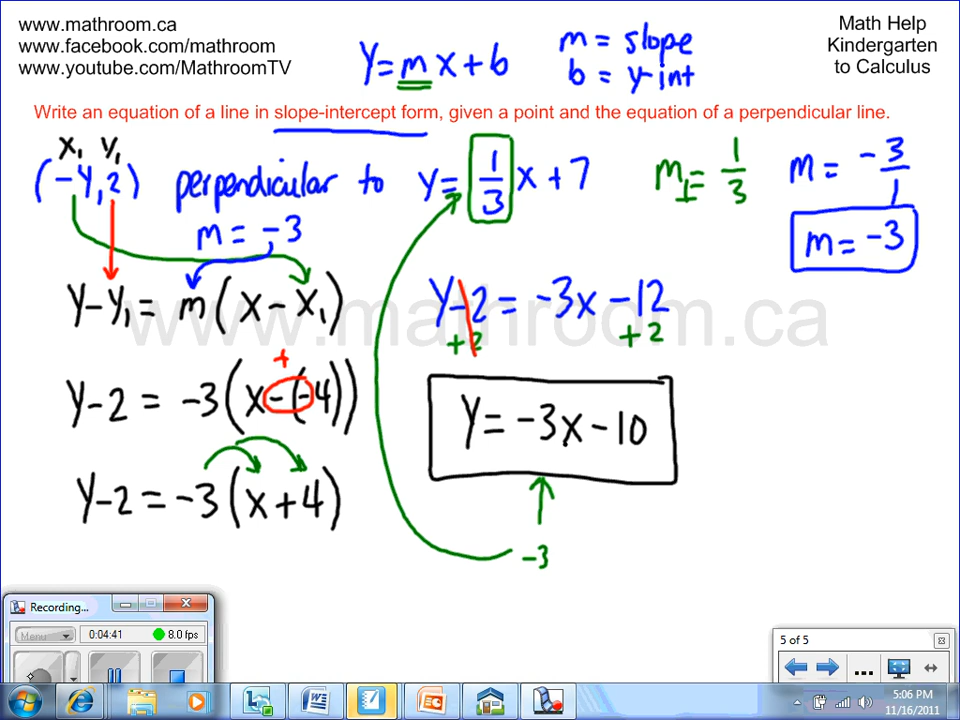 www.mathroom.ca
www.facebook.com/mathroom
www.youtube.com/MathroomTV
Math Help
Kindergarten
to Calculus
y = mx + b
m = slope
b = y-int
Write an equation of a line in slope-intercept form, given a point and the equation of a perpendicular line.
x₁ y₁
(-4, 2) perpendicular to y = 1/3 x + 7
m⊥ = 1/3
m = -3/1
m = -3
m = -3
y - y₁ = m(x - x₁)
y - 2 = -3x - 12
+2 +2
+
y - 2 = -3(x - (-4))
y = -3x - 10
y - 2 = -3(x + 4)
-3
www.mathroom.ca
Recording...
Menu
0:04:41
8.0 fps
5 of 5
5:06 PM
11/16/2011